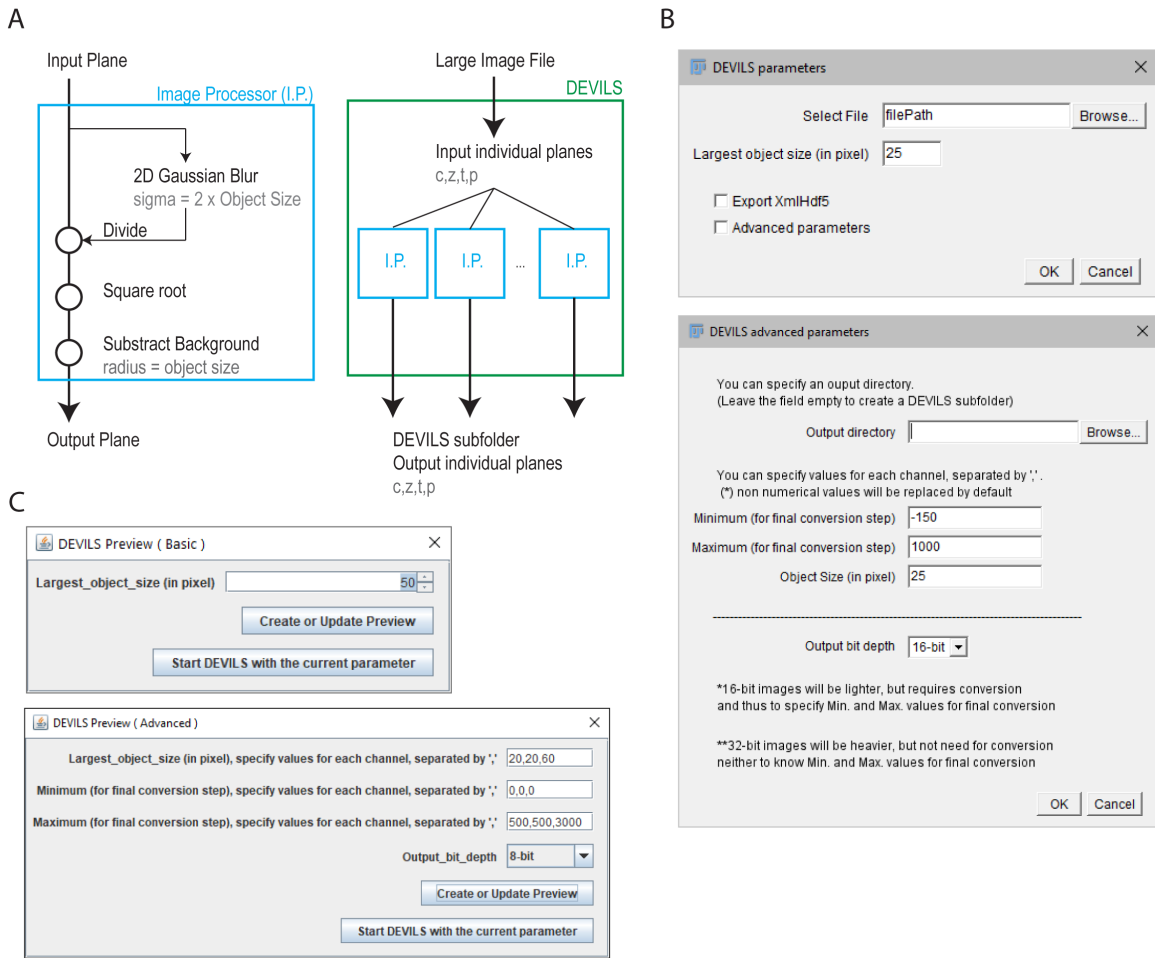 A
Input Plane
Image Processor (I.P.)
2D Gaussian Blur
sigma = 2 x Object Size
Divide
Square root
Substract Background
radius = object size
Output Plane
Large Image File
DEVILS
Input individual planes
c,z,t,p
I.P.
I.P.
...
I.P.
DEVILS subfolder
Output individual planes
c,z,t,p
B
DEVILS parameters
Select File filePath Browse...
Largest object size (in pixel) 25
Export XmlHdf5
Advanced parameters
OK Cancel
DEVILS advanced parameters
You can specify an ouput directory.
(Leave the field empty to create a DEVILS subfolder)
Output directory Browse...
You can specify values for each channel, separated by ',' .
(*) non numerical values will be replaced by default
Minimum (for final conversion step) -150
Maximum (for final conversion step) 1000
Object Size (in pixel) 25
Output bit depth 16-bit
*16-bit images will be lighter, but requires conversion
and thus to specify Min. and Max. values for final conversion
**32-bit images will be heavier, but not need for conversion
neither to know Min. and Max. values for final conversion
OK Cancel
C
DEVILS Preview ( Basic )
Largest_object_size (in pixel) 50
Create or Update Preview
Start DEVILS with the current parameter
DEVILS Preview ( Advanced )
Largest_object_size (in pixel), specify values for each channel, separated by ',' 20,20,60
Minimum (for final conversion step), specify values for each channel, separated by ',' 0,0,0
Maximum (for final conversion step), specify values for each channel, separated by ',' 500,500,3000
Output_bit_depth 8-bit
Create or Update Preview
Start DEVILS with the current parameter